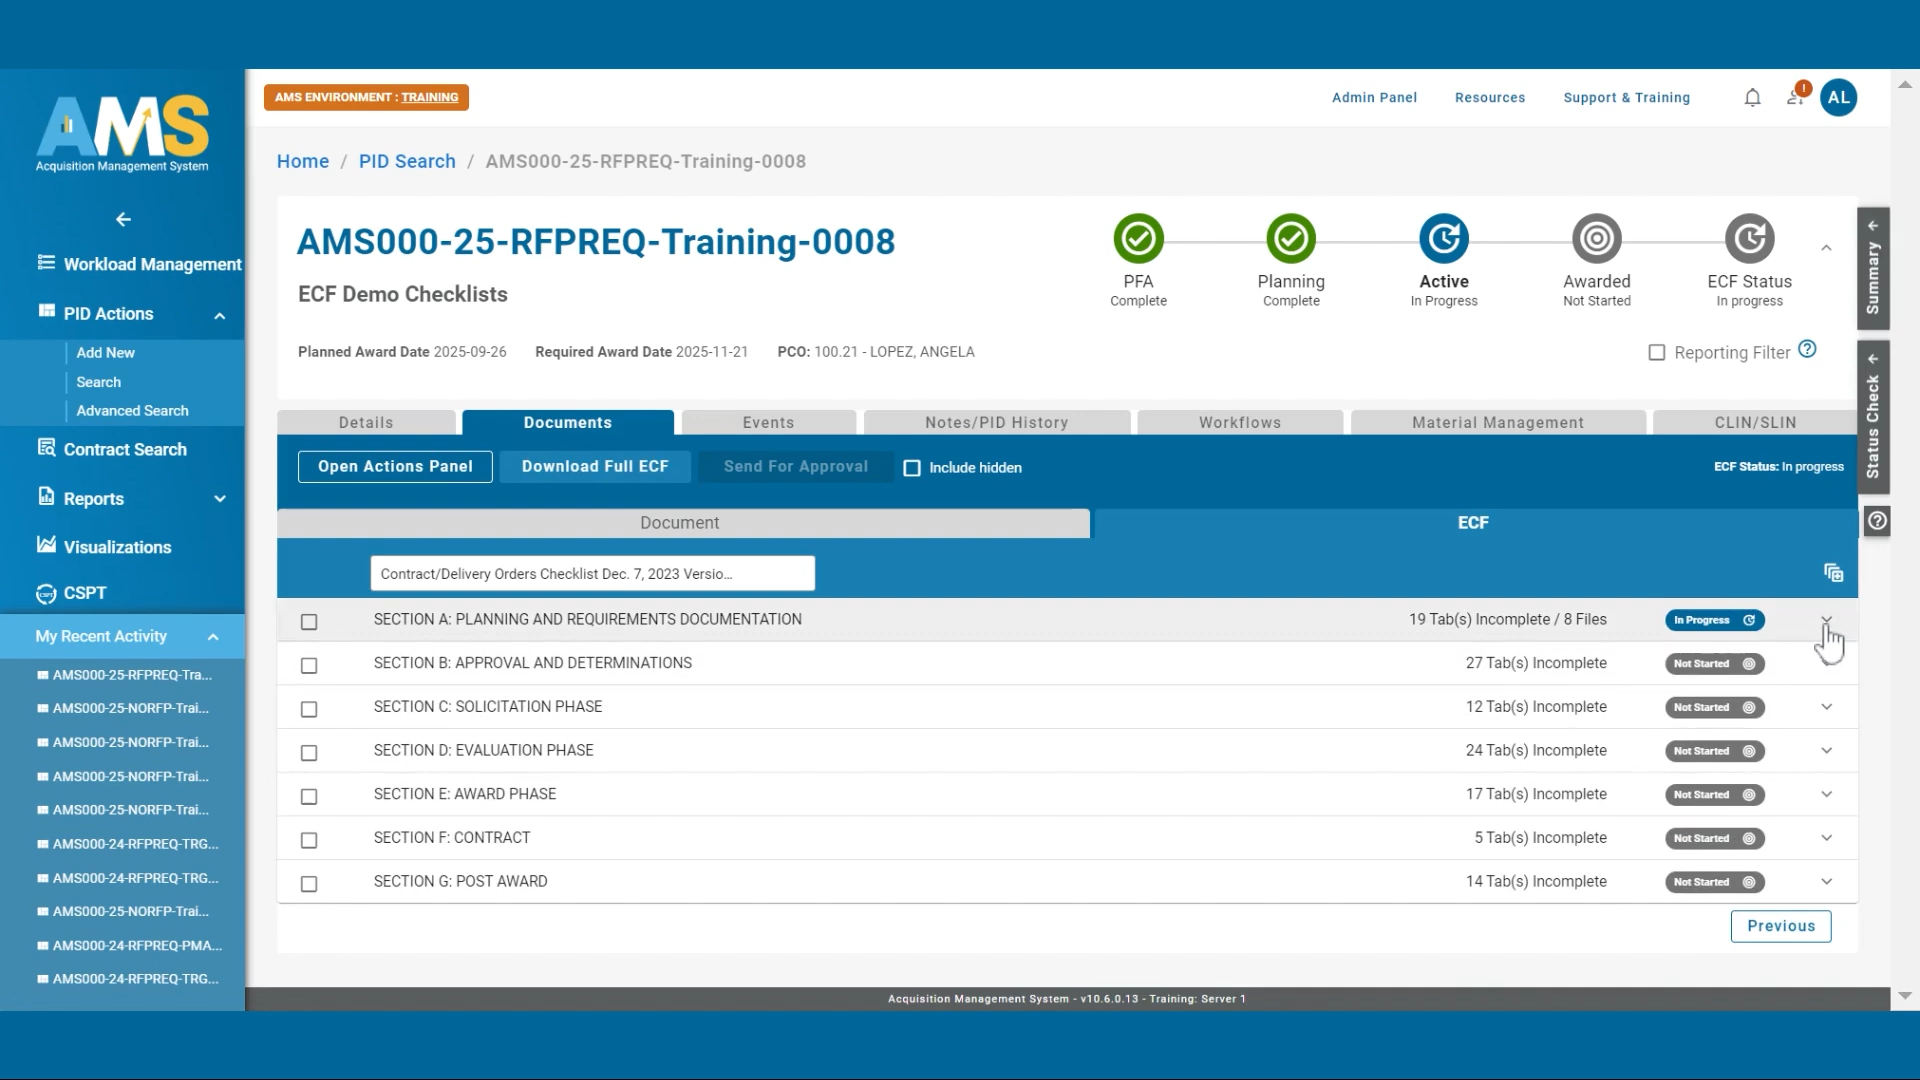 AMS
Acquisition Management System
AMS ENVIRONMENT : TRAINING
Admin Panel
Resources
Support & Training
!
AL
Home / PID Search / AMS000-25-RFPREQ-Training-0008
Workload Management
PID Actions
Add New
Search
Advanced Search
Contract Search
Reports
Visualizations
CSPT
My Recent Activity
AMS000-25-RFPREQ-Tra...
AMS000-25-NORFP-Trai...
AMS000-25-NORFP-Trai...
AMS000-25-NORFP-Trai...
AMS000-25-NORFP-Trai...
AMS000-24-RFPREQ-TRG...
AMS000-24-RFPREQ-TRG...
AMS000-25-NORFP-Trai...
AMS000-24-RFPREQ-PMA...
AMS000-24-RFPREQ-TRG...
AMS000-25-RFPREQ-Training-0008
ECF Demo Checklists
PFA
Complete
Planning
Complete
Active
In Progress
Awarded
Not Started
ECF Status
In progress
Planned Award Date 2025-09-26 Required Award Date 2025-11-21 PCO: 100.21 - LOPEZ, ANGELA
Reporting Filter ?
Summary
Status Check
Details
Documents
Events
Notes/PID History
Workflows
Material Management
CLIN/SLIN
Open Actions Panel
Download Full ECF
Send For Approval
Include hidden
ECF Status: In progress
Document
ECF
?
Contract/Delivery Orders Checklist Dec. 7, 2023 Versio...
SECTION A: PLANNING AND REQUIREMENTS DOCUMENTATION 19 Tab(s) Incomplete / 8 Files In Progress
SECTION B: APPROVAL AND DETERMINATIONS 27 Tab(s) Incomplete Not Started
SECTION C: SOLICITATION PHASE 12 Tab(s) Incomplete Not Started
SECTION D: EVALUATION PHASE 24 Tab(s) Incomplete Not Started
SECTION E: AWARD PHASE 17 Tab(s) Incomplete Not Started
SECTION F: CONTRACT 5 Tab(s) Incomplete Not Started
SECTION G: POST AWARD 14 Tab(s) Incomplete Not Started
Previous
Acquisition Management System - v10.6.0.13 - Training: Server 1